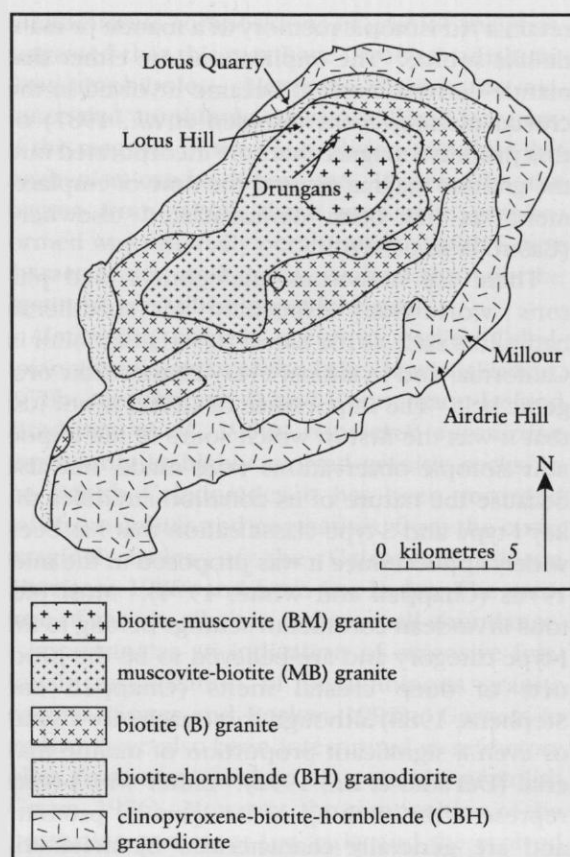 Lotus Quarry
Lotus Hill
Drungans
Millour
Airdrie Hill
N
0 kilometres 5
biotite-muscovite (BM) granite
muscovite-biotite (MB) granite
biotite (B) granite
biotite-hornblende (BH) granodiorite
clinopyroxene-biotite-hornblende (CBH)
granodiorite